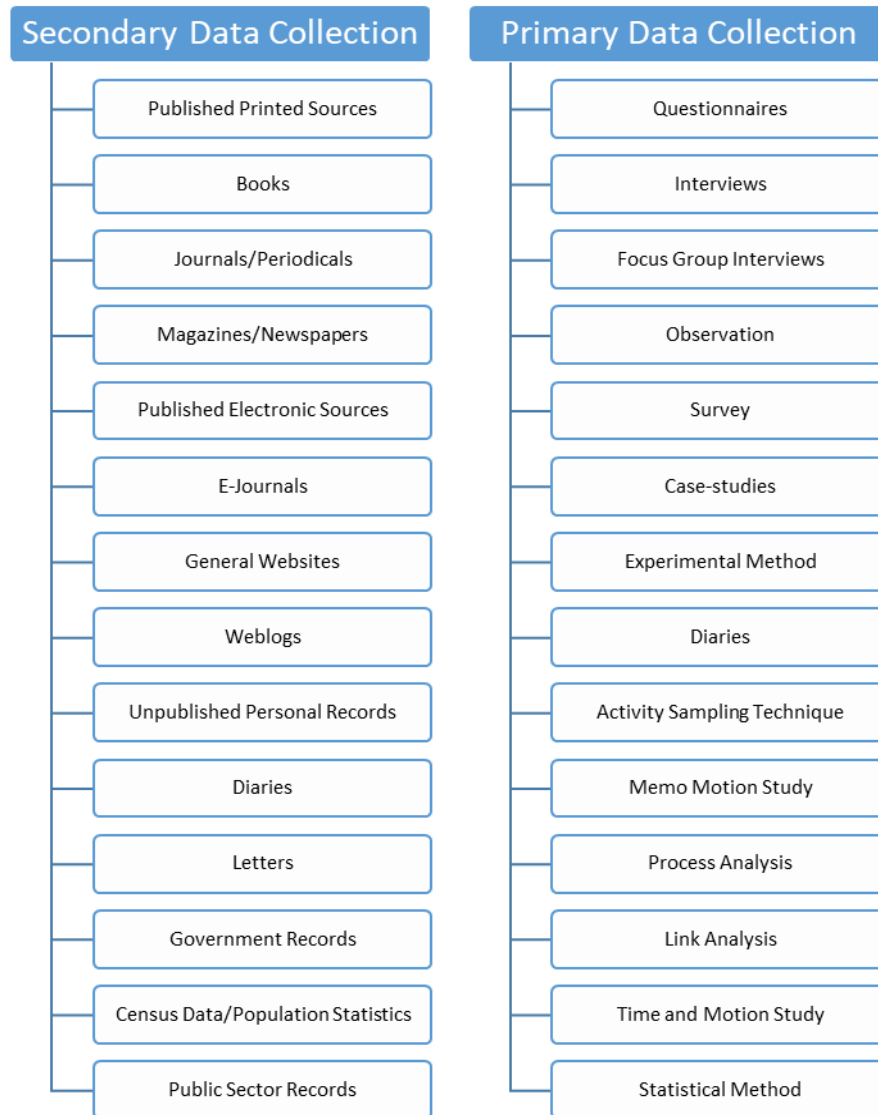 Secondary Data Collection
Published Printed Sources
Books
Journals/Periodicals
Magazines/Newspapers
Published Electronic Sources
E-Journals
General Websites
Weblogs
Unpublished Personal Records
Diaries
Letters
Government Records
Census Data/Population Statistics
Public Sector Records
Primary Data Collection
Questionnaires
Interviews
Focus Group Interviews
Observation
Survey
Case-studies
Experimental Method
Diaries
Activity Sampling Technique
Memo Motion Study
Process Analysis
Link Analysis
Time and Motion Study
Statistical Method